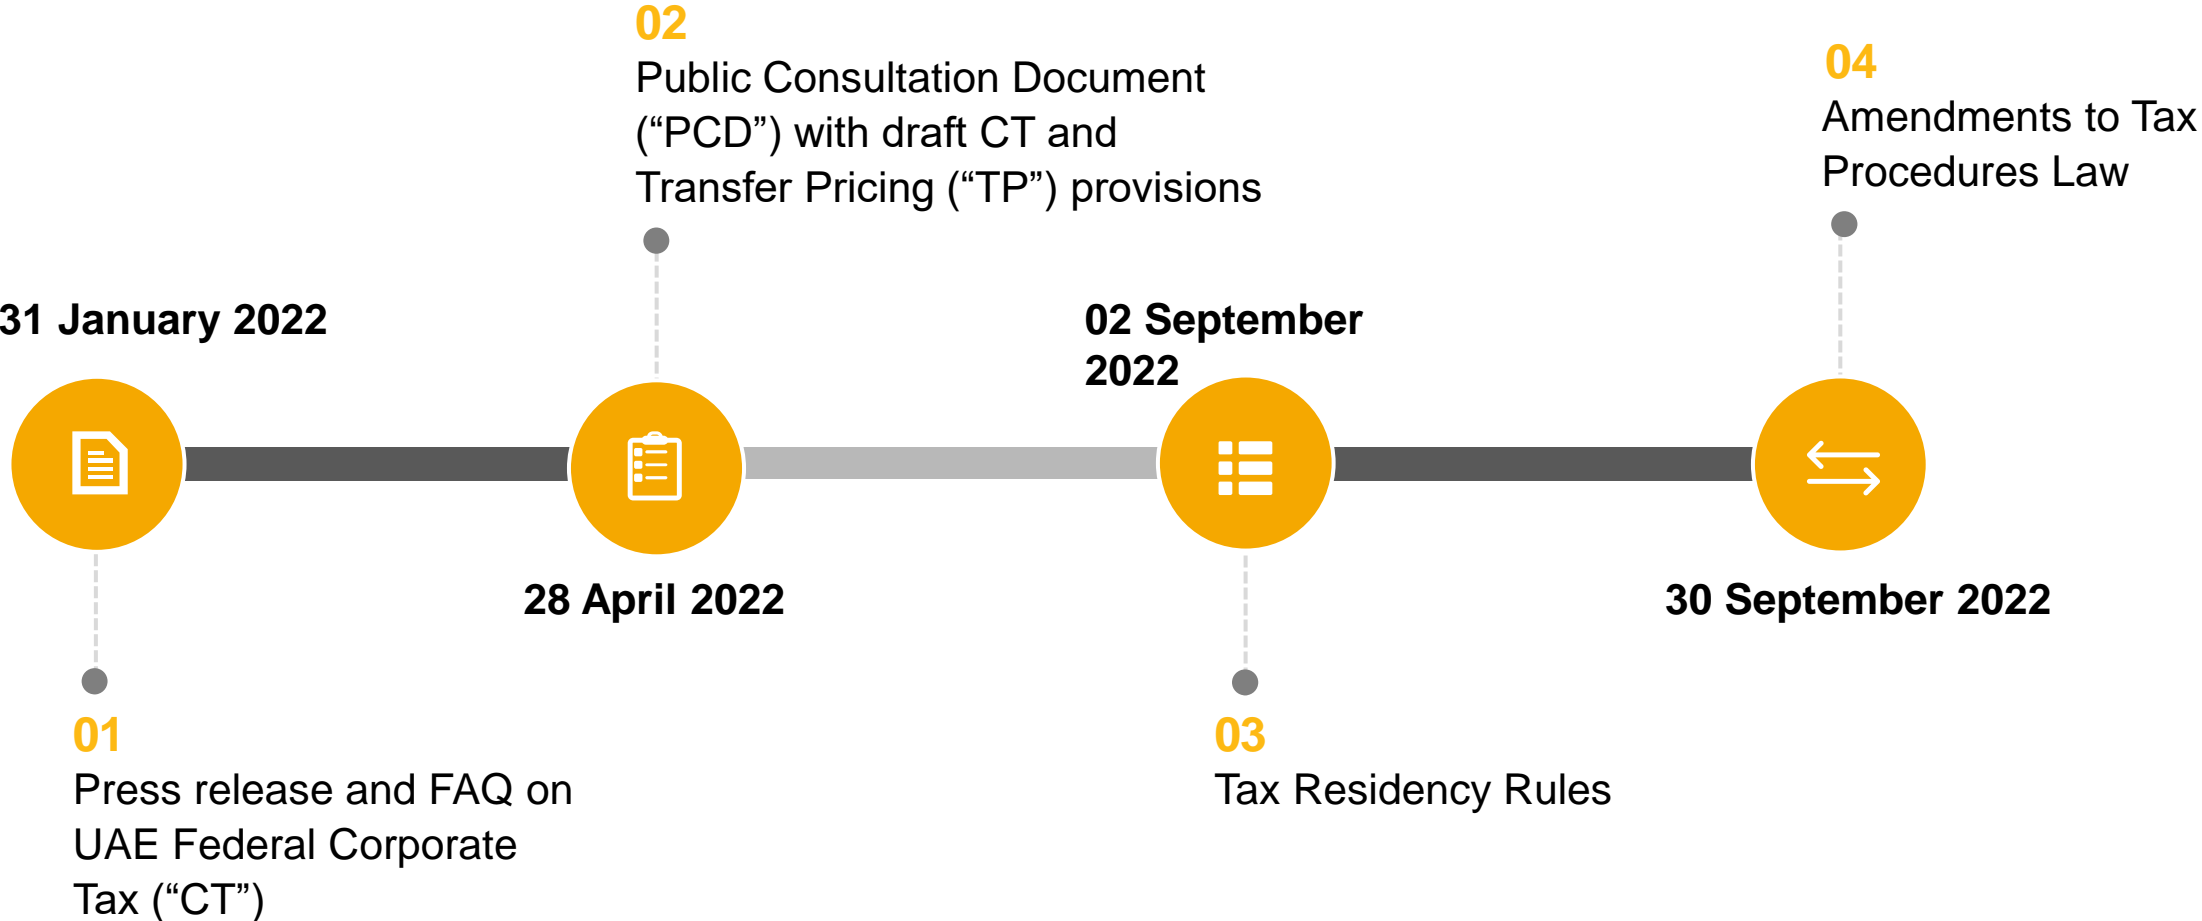 31 January 2022
01
Press release and FAQ on
UAE Federal Corporate
Tax (“CT”)
02
Public Consultation Document
(“PCD”) with draft CT and
Transfer Pricing (“TP”) provisions
28 April 2022
02 September
2022
03
Tax Residency Rules
04
Amendments to Tax
Procedures Law
30 September 2022